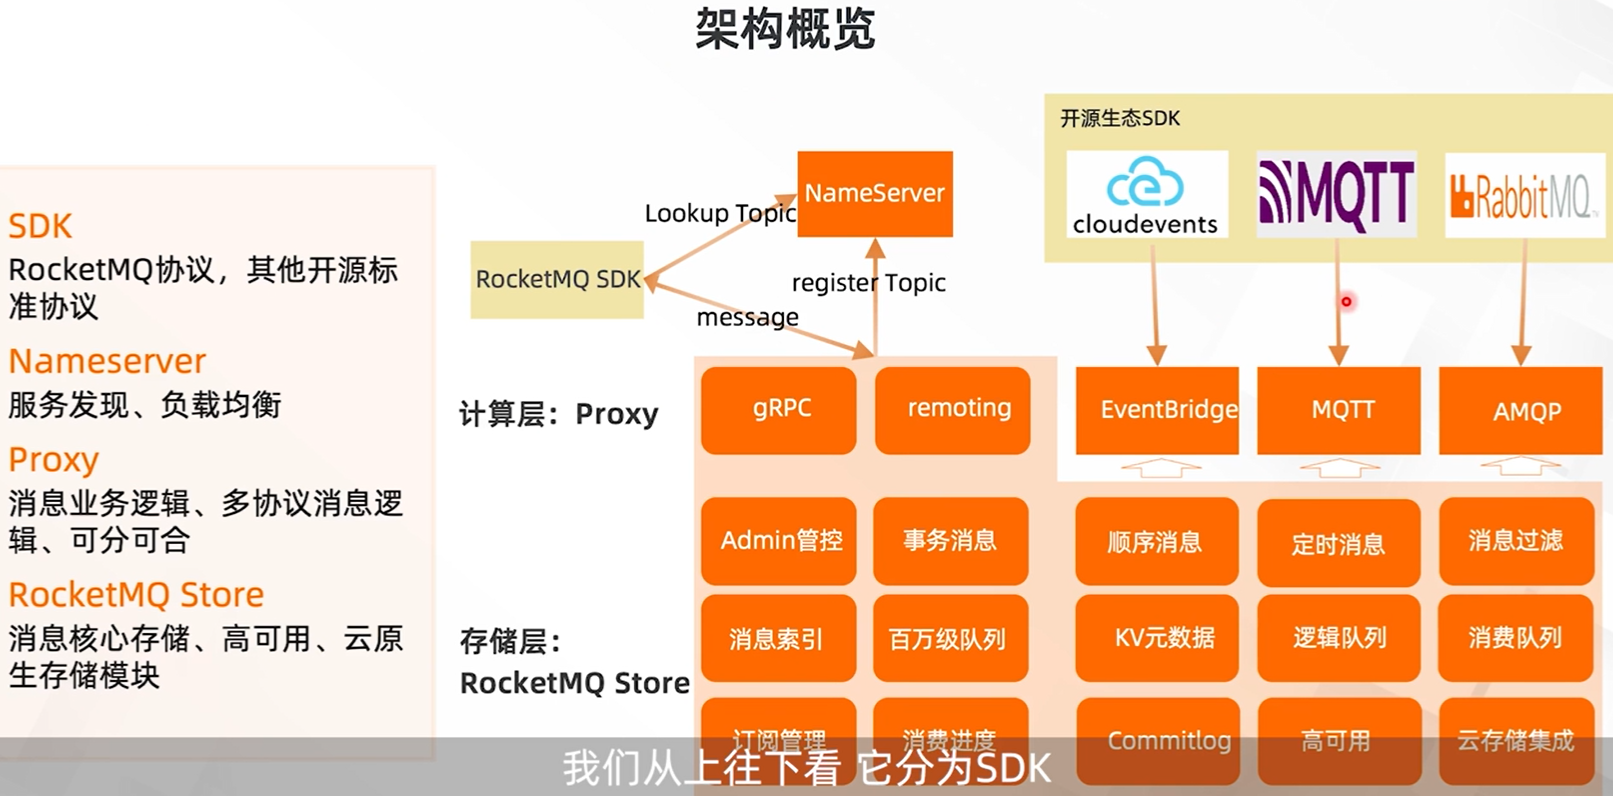 架构概览
SDK
RocketMQ协议，其他开源标
准协议
Nameserver
服务发现、负载均衡
Proxy
消息业务逻辑、多协议消息逻
辑、可分可合
RocketMQ Store
消息核心存储、高可用、云原
生存储模块
开源生态SDK
cloudevents
MQTT
RabbitMQ
NameServer
Lookup Topic
RocketMQ SDK
register Topic
message
计算层：Proxy
gRPC
remoting
EventBridge
MQTT
AMQP
Admin管控
事务消息
顺序消息
定时消息
消息过滤
存储层：
RocketMQ Store
消息索引
百万级队列
KV元数据
逻辑队列
消费队列
订阅管理
消费进度
Commitlog
高可用
云存储集成
我们从上往下看 它分为SDK